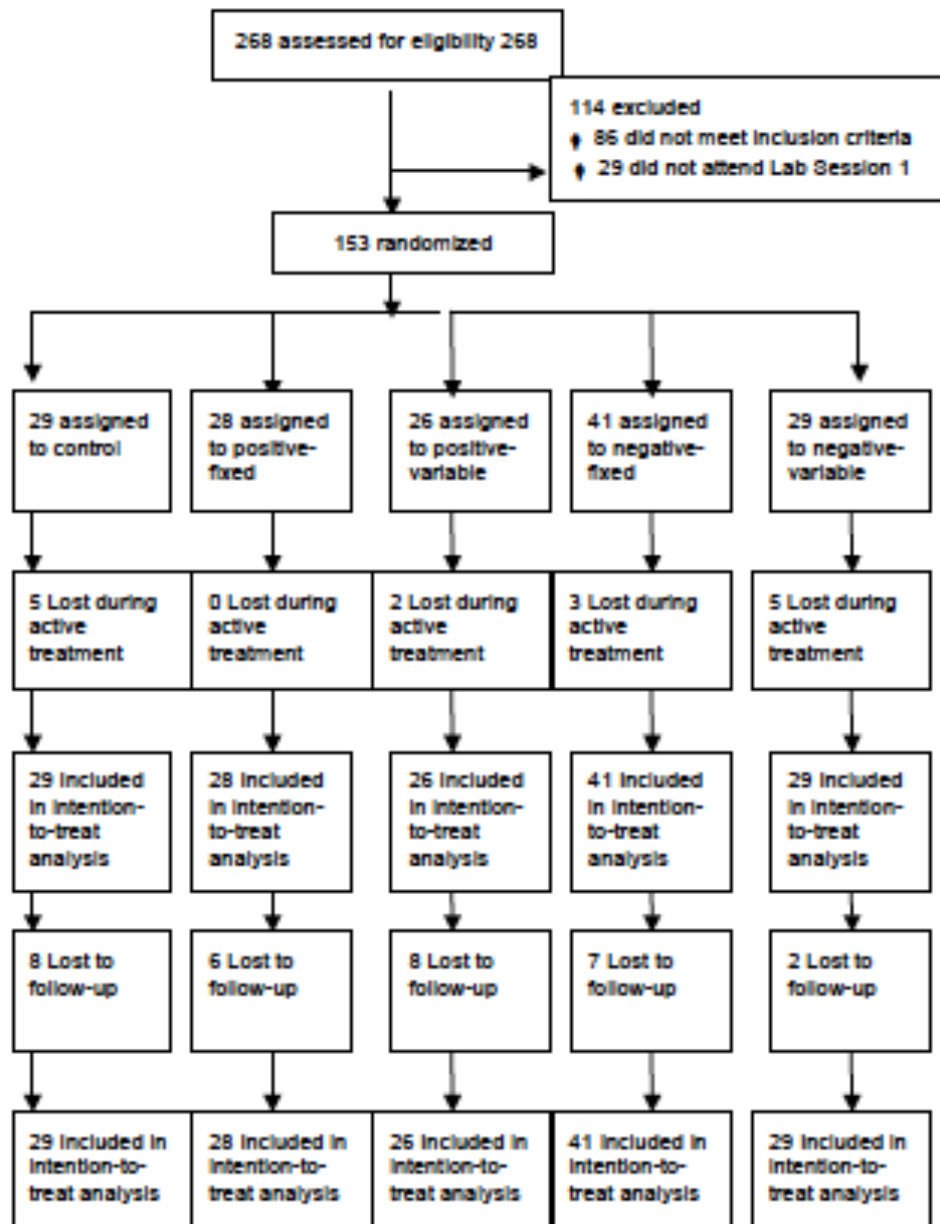 268 assessed for eligibility 268
114 excluded
86 did not meet inclusion criteria
29 did not attend Lab Session 1
153 randomized
29 assigned
to control
28 assigned
to positive-
fixed
26 assigned
to positive-
variable
41 assigned
to negative-
fixed
29 assigned
to negative-
variable
5 Lost during
active
treatment
0 Lost during
active
treatment
2 Lost during
active
treatment
3 Lost during
active
treatment
5 Lost during
active
treatment
29 included
in intention-
to-treat
analysis
28 included
in intention-
to-treat
analysis
26 included
in intention-
to-treat
analysis
41 included
in intention-
to-treat
analysis
29 included
in intention-
to-treat
analysis
8 Lost to
follow-up
6 Lost to
follow-up
8 Lost to
follow-up
7 Lost to
follow-up
2 Lost to
follow-up
29 included in
intention-to-
treat analysis
28 included in
intention-to-
treat analysis
26 included in
intention-to-
treat analysis
41 included in
intention-to-
treat analysis
29 included in
intention-to-
treat analysis